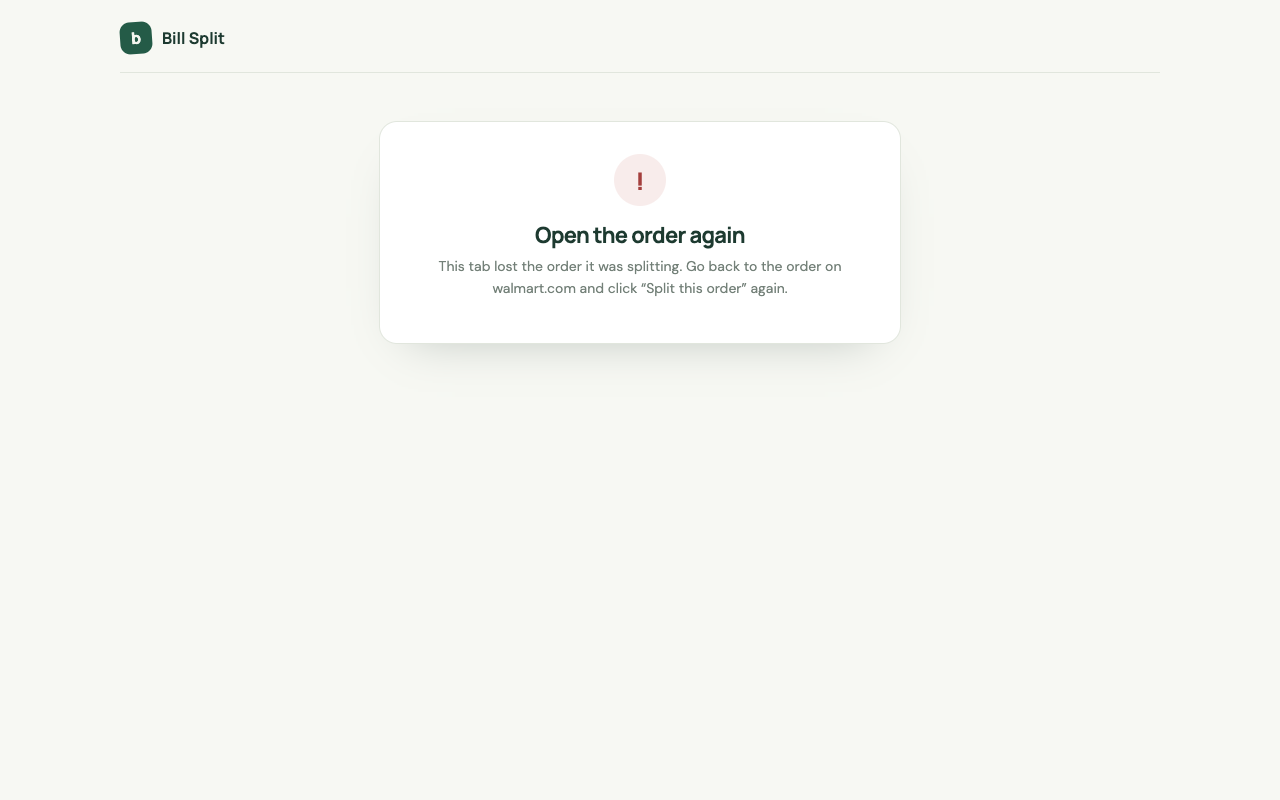 b
Bill Split
!
Open the order again
This tab lost the order it was splitting. Go back to the order on
walmart.com and click “Split this order” again.